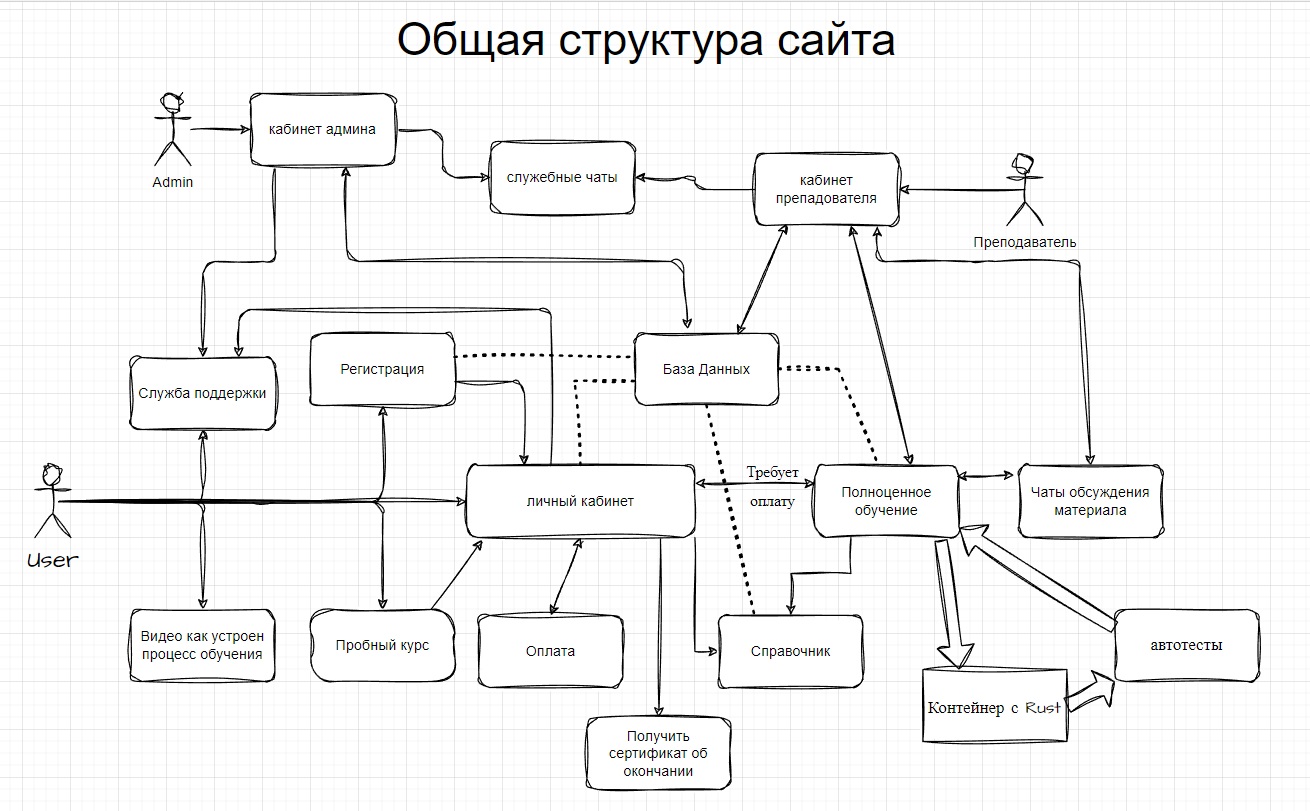 Общая структура сайта
кабинет админа
Admin
служебные чаты
кабинет
препадователя
Преподаватель
Служба поддержки
Регистрация
База Данных
User
личный кабинет
Требует
оплату
Полноценное
обучение
Чаты обсуждения
материала
Видео как устроен
процесс обучения
Пробный курс
Оплата
Справочник
автотесты
Контейнер с Rust
Получить
сертификат об
окончании